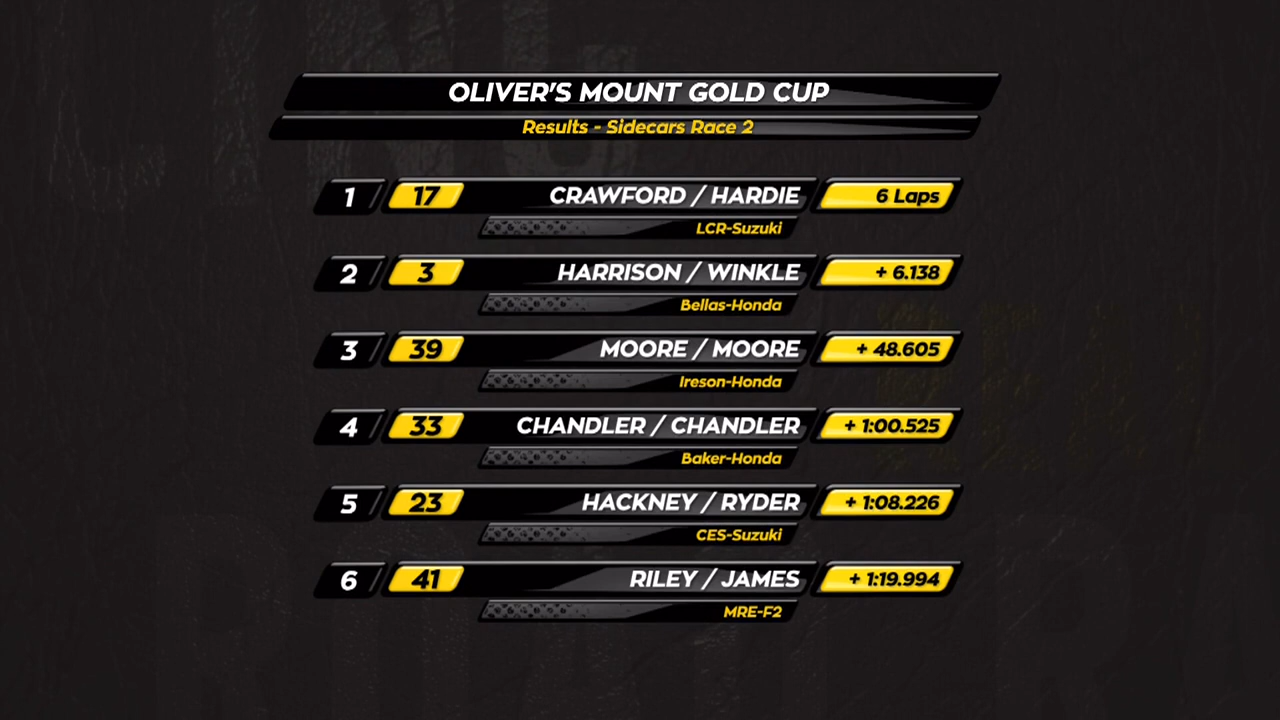 OLIVER'S MOUNT GOLD CUP
Results - Sidecars Race 2
1 17 CRAWFORD / HARDIE 6 Laps
LCR-Suzuki
2 3 HARRISON / WINKLE + 6.138
Bellas-Honda
3 39 MOORE / MOORE + 48.605
Ireson-Honda
4 33 CHANDLER / CHANDLER + 1:00.525
Baker-Honda
5 23 HACKNEY / RYDER + 1:08.226
CES-Suzuki
6 41 RILEY / JAMES + 1:19.994
MRE-F2